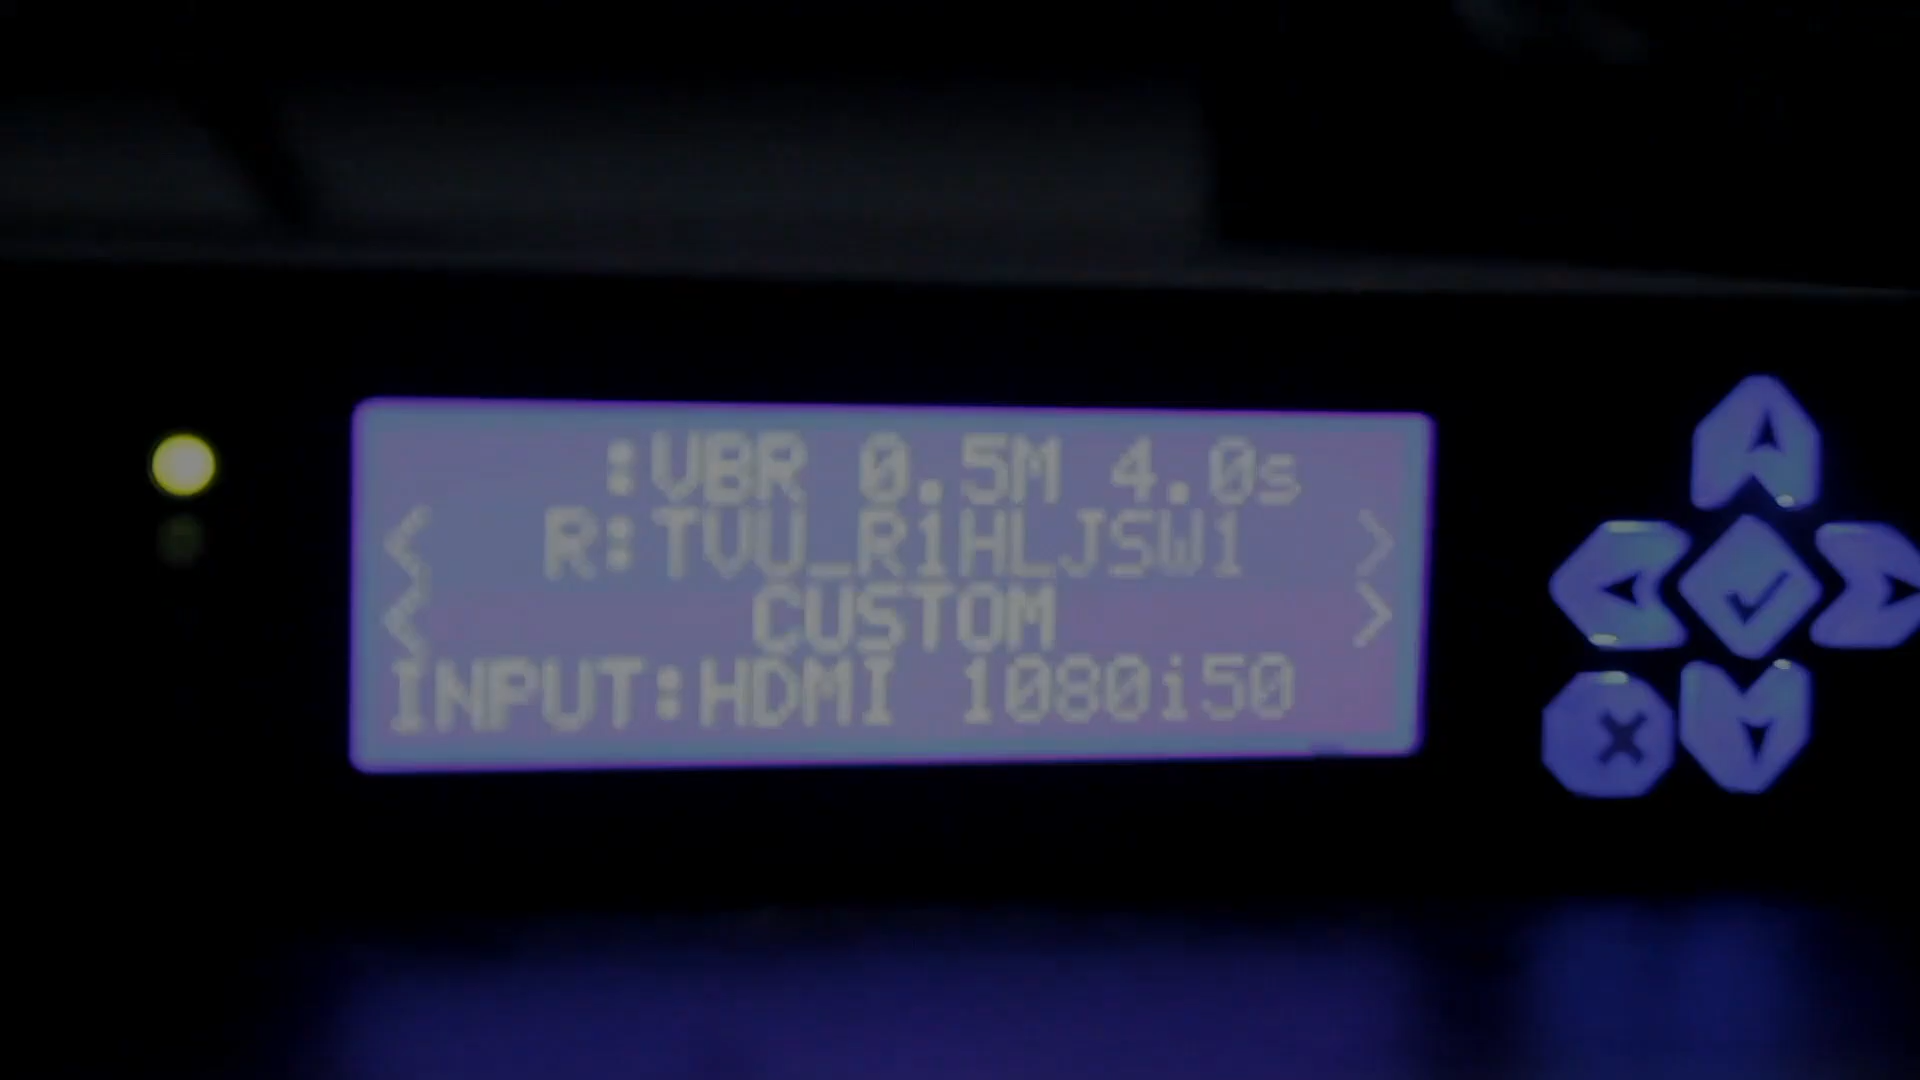 :VBR 0.5M 4.0s
< R:TVU_R1HLJSW1 >
< CUSTOM >
INPUT:HDMI 1080i50